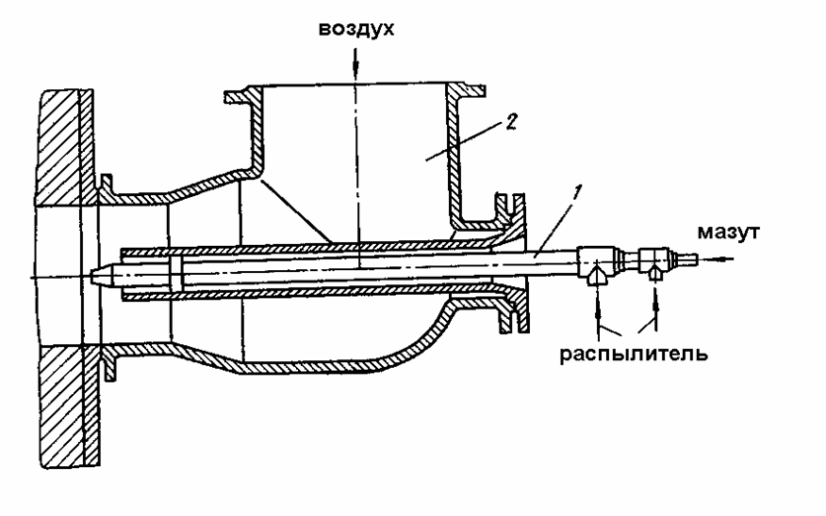 воздух
2
1
мазут
распылитель